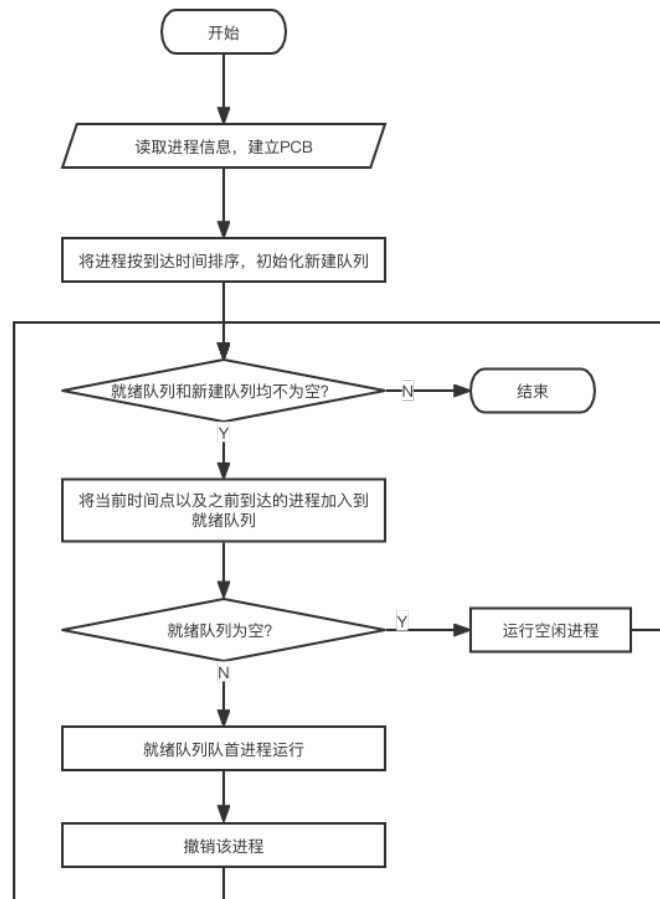 开始
读取进程信息，建立PCB
将进程按到达时间排序，初始化新建队列
就绪队列和新建队列均不为空?
N
结束
Y
将当前时间点以及之前到达的进程加入到
就绪队列
就绪队列为空?
Y
运行空闲进程
N
就绪队列队首进程运行
撤销该进程